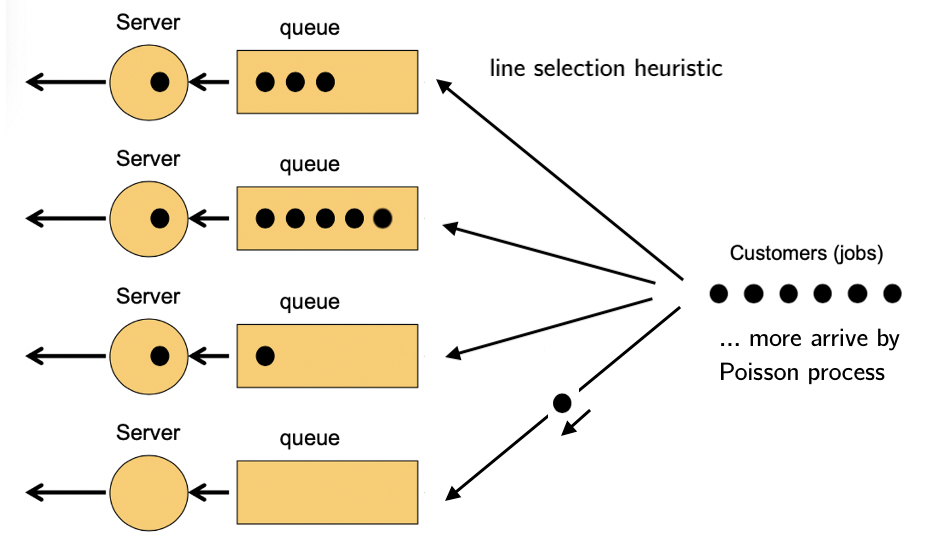 Server
queue
line selection heuristic
Server
queue
Customers (jobs)
Server
queue
... more arrive by
Poisson process
Server
queue